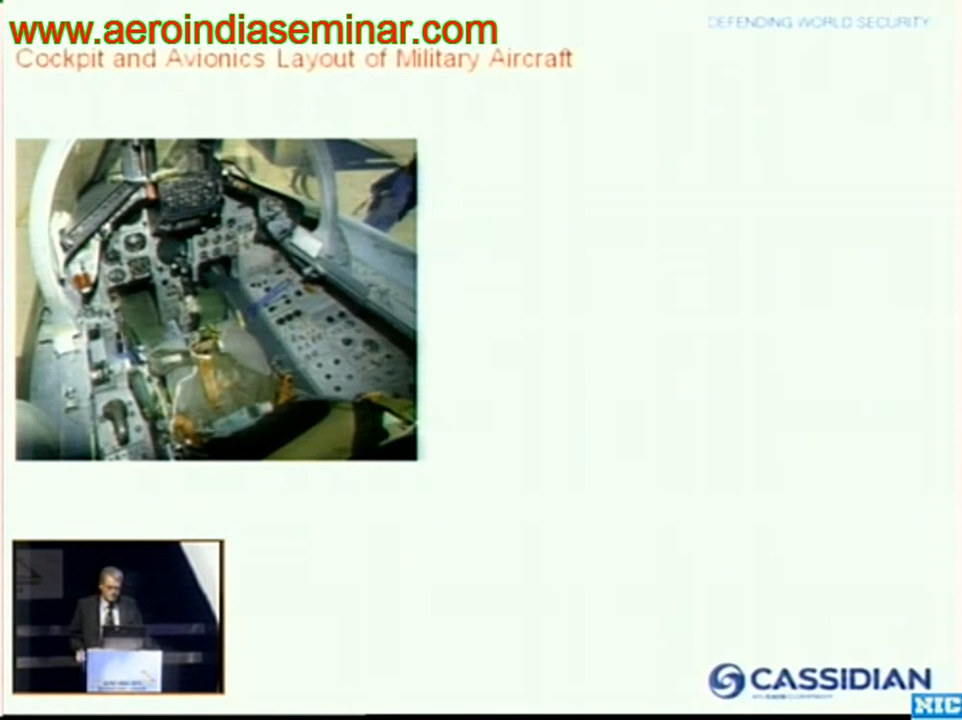 www.aeroindiaseminar.com
DEFENDING WORLD SECURITY
Cockpit and Avionics Layout of Military Aircraft
CASSIDIAN
NIC